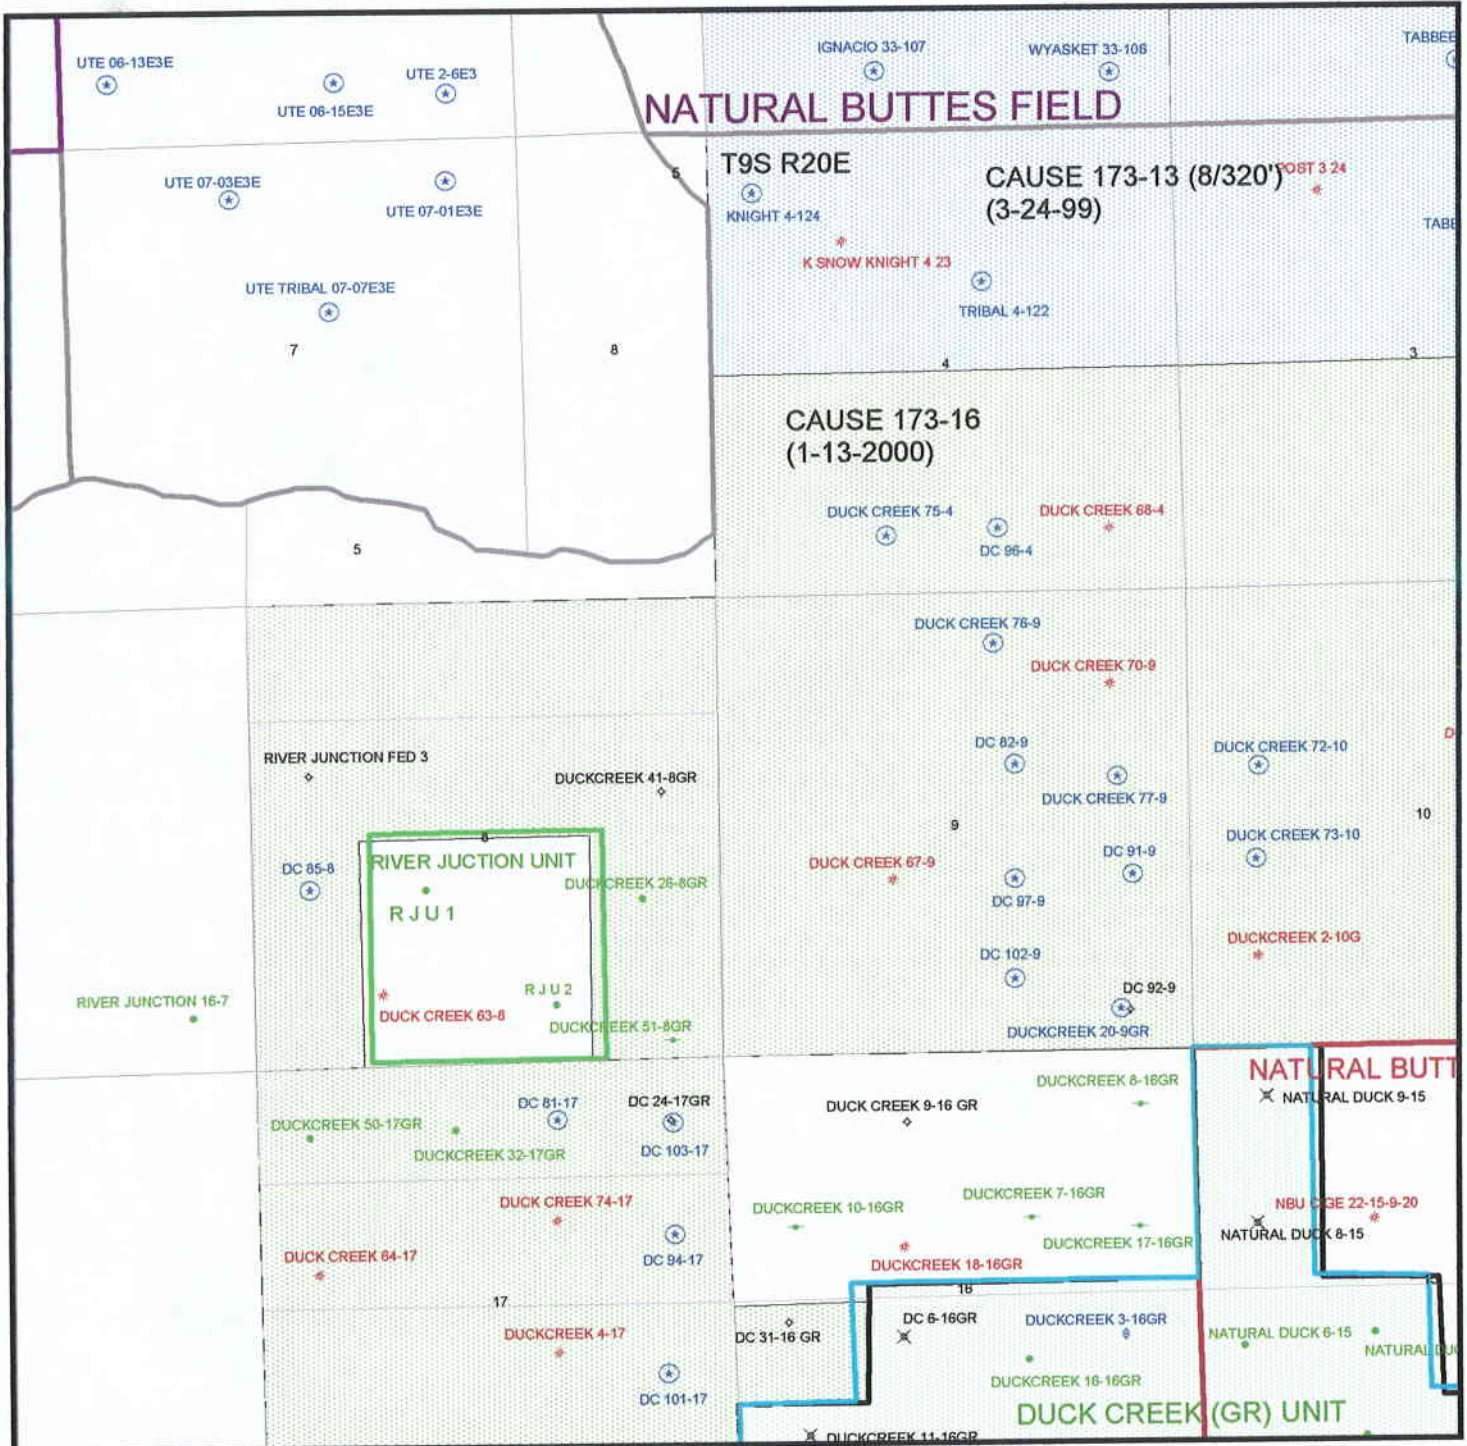 UTE 06-13E3E
UTE 06-15E3E
UTE 2-6E3
IGNACIO 33-107
WYASKET 33-106
NATURAL BUTTES FIELD
UTE 07-03E3E
UTE 07-01E3E
5
T9S R20E
KNIGHT 4-124
CAUSE 173-13 (8/320')
(3-24-99)
POST 3 24
K SNOW KNIGHT 4 23
TRIBAL 4-122
UTE TRIBAL 07-07E3E
7
8
4
3
CAUSE 173-16
(1-13-2000)
DUCK CREEK 75-4
DC 96-4
DUCK CREEK 68-4
5
DUCK CREEK 76-9
DUCK CREEK 70-9
RIVER JUNCTION FED 3
DUCKCREEK 41-8GR
DC 82-9
DUCK CREEK 77-9
DUCK CREEK 72-10
D
9
10
8
RIVER JUCTION UNIT
DC 85-8
R J U 1
DUCKCREEK 26-8GR
DUCK CREEK 67-9
DC 91-9
DC 97-9
DUCK CREEK 73-10
DUCKCREEK 2-10G
DC 102-9
DC 92-9
DUCKCREEK 20-9GR
RIVER JUNCTION 16-7
R J U 2
DUCK CREEK 63-8
DUCKCREEK 51-8GR
NATURAL BUTT
NATURAL DUCK 9-15
DUCKCREEK 8-16GR
DUCK CREEK 9-16 GR
DC 81-17
DC 24-17GR
DC 103-17
DUCKCREEK 50-17GR
DUCKCREEK 32-17GR
DUCK CREEK 74-17
DUCKCREEK 10-16GR
DUCKCREEK 7-16GR
DUCKCREEK 17-16GR
DUCKCREEK 18-16GR
NBU CIGE 22-15-9-20
NATURAL DUCK 8-15
DUCK CREEK 64-17
DC 94-17
17
16
15
DUCKCREEK 4-17
DC 31-16 GR
DC 6-16GR
DUCKCREEK 3-16GR
NATURAL DUCK 6-15
DC 101-17
DUCKCREEK 16-16GR
DUCK CREEK (GR) UNIT
DUCKCREEK 11-16GR